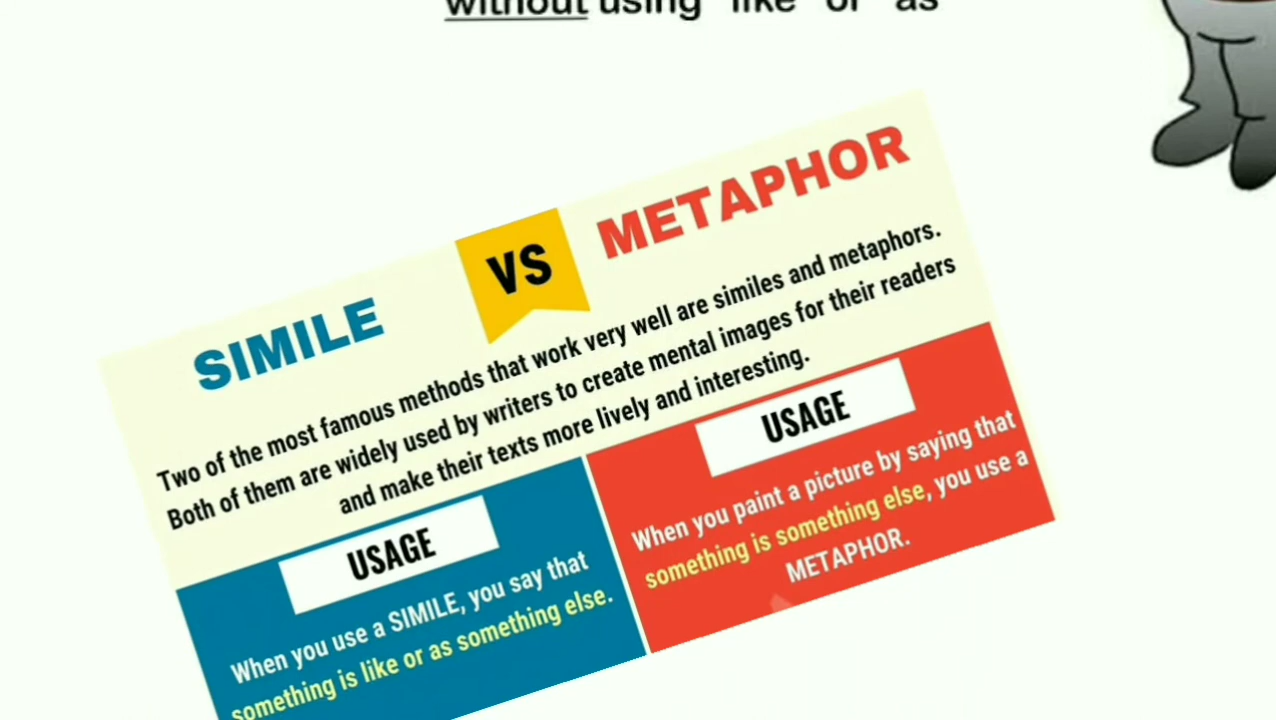 without using "like" or "as"
SIMILE VS METAPHOR
Two of the most famous methods that work very well are similes and metaphors.
Both of them are widely used by writers to create mental images for their readers
and make their texts more lively and interesting.
USAGE
When you use a SIMILE, you say that
something is like or as something else.
USAGE
When you paint a picture by saying that
something is something else, you use a
METAPHOR.